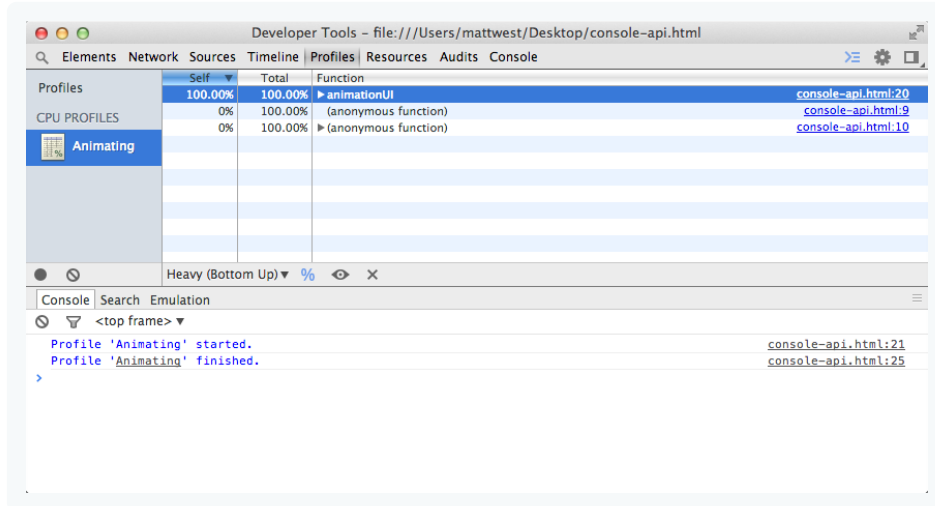 Developer Tools – file:///Users/mattwest/Desktop/console-api.html
Elements Network Sources Timeline Profiles Resources Audits Console
Profiles
CPU PROFILES
Animating
Self ▼ Total Function
100.00% 100.00% ▶ animationUI console-api.html:20
0% 100.00% (anonymous function) console-api.html:9
0% 100.00% ▶ (anonymous function) console-api.html:10
Heavy (Bottom Up) ▼ %
Console Search Emulation
<top frame> ▼
Profile 'Animating' started. console-api.html:21
Profile 'Animating' finished. console-api.html:25
>